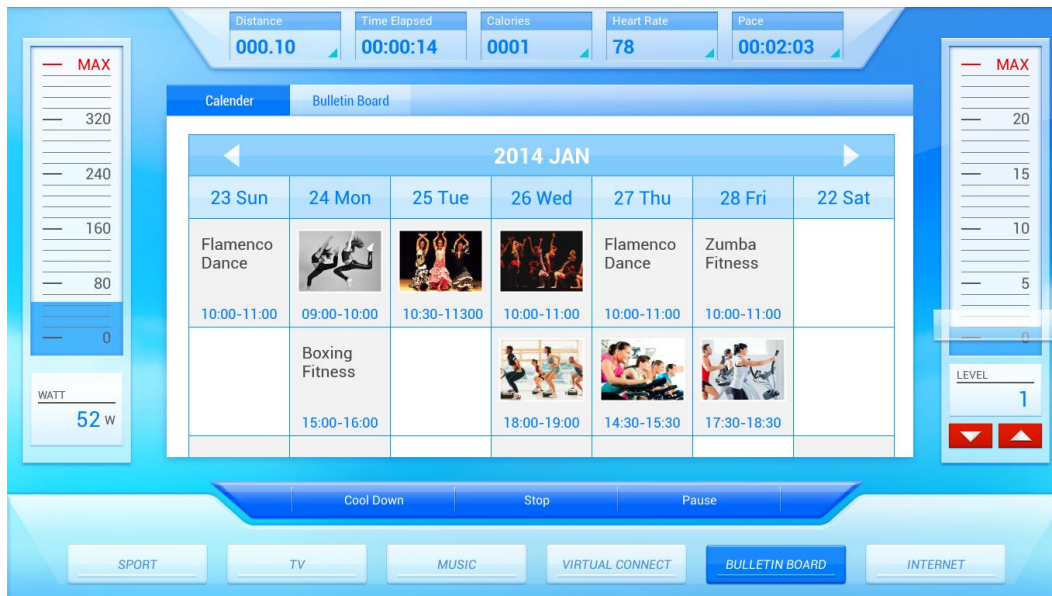 Distance
000.10
Time Elapsed
00:00:14
Calories
0001
Heart Rate
78
Pace
00:02:03
MAX
320
240
160
80
0
WATT
52 W
Calender
Bulletin Board
2014 JAN
23 Sun
24 Mon
25 Tue
26 Wed
27 Thu
28 Fri
22 Sat
Flamenco
Dance
10:00-11:00
09:00-10:00
10:30-11300
10:00-11:00
Flamenco
Dance
10:00-11:00
Zumba
Fitness
10:00-11:00
Boxing
Fitness
15:00-16:00
18:00-19:00
14:30-15:30
17:30-18:30
MAX
20
15
10
5
0
LEVEL
1
Cool Down
Stop
Pause
SPORT
TV
MUSIC
VIRTUAL CONNECT
BULLETIN BOARD
INTERNET